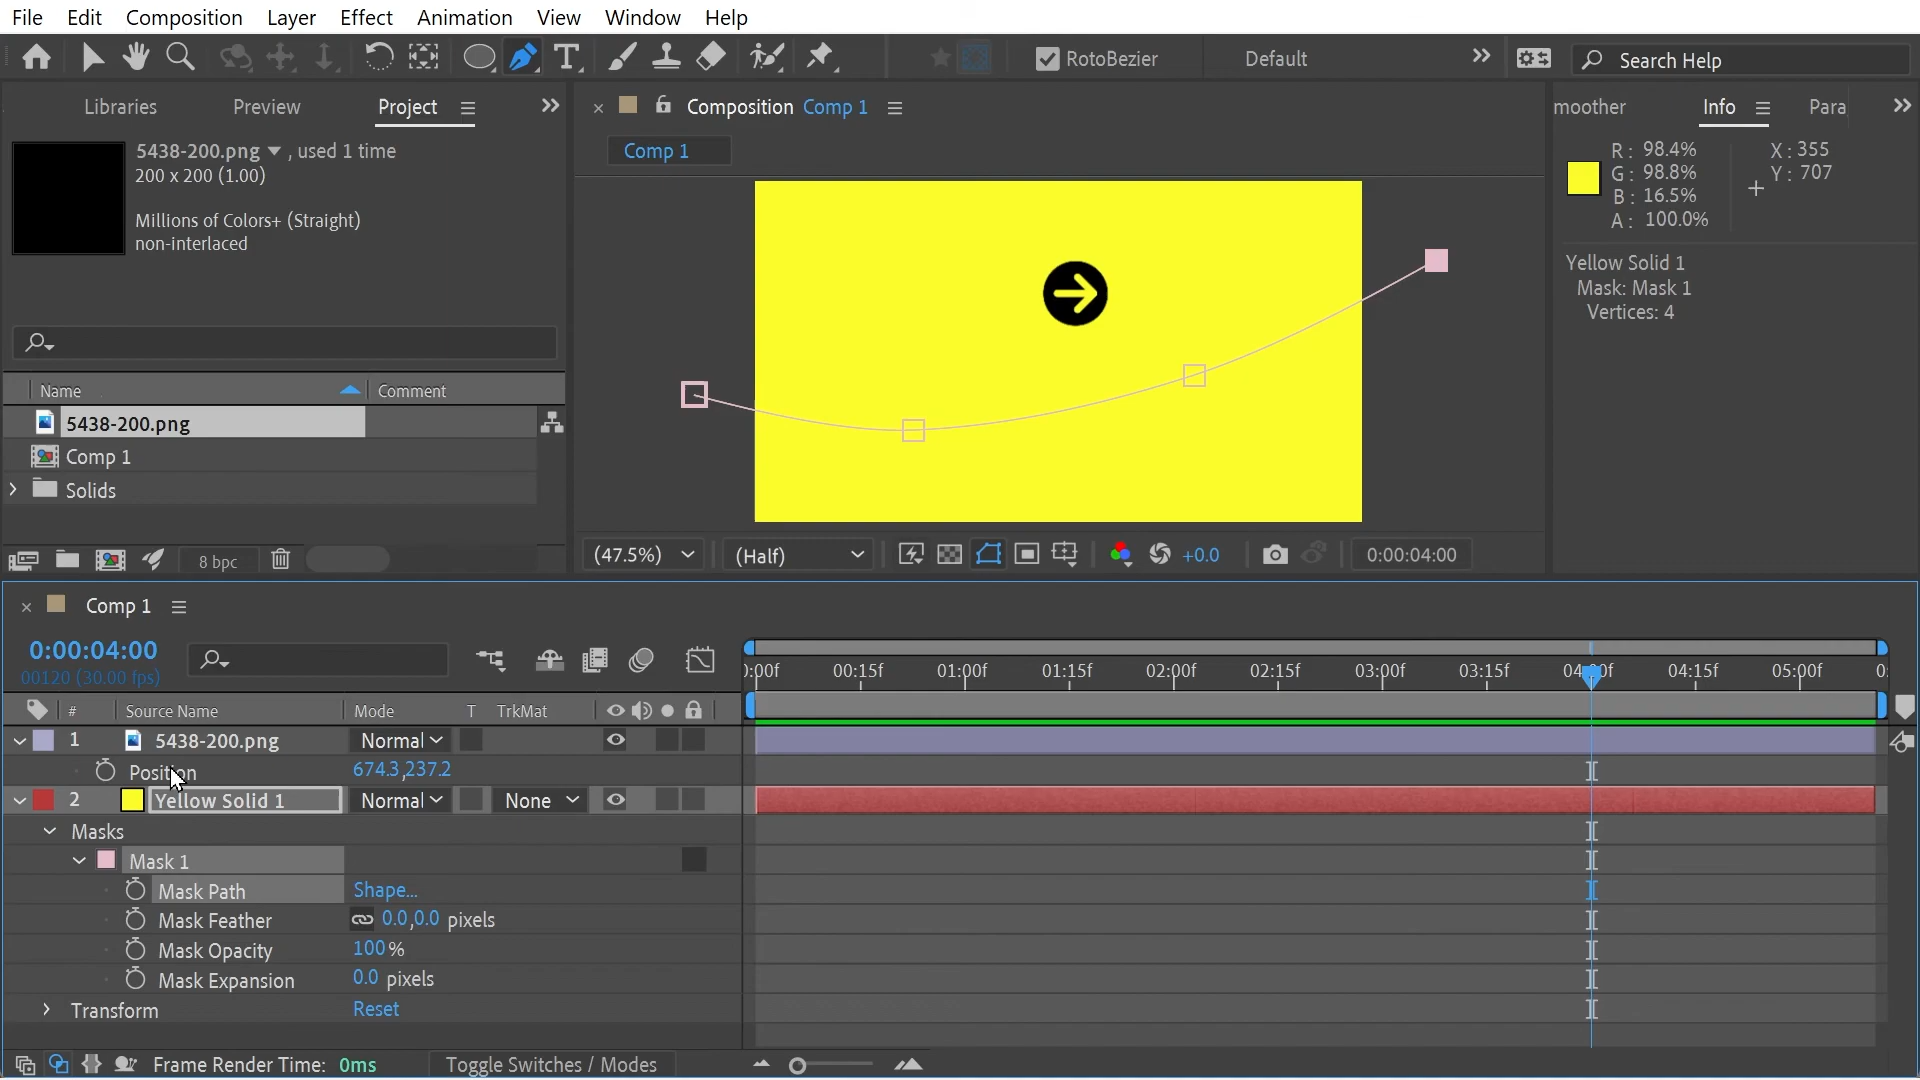 File Edit Composition Layer Effect Animation View Window Help
RotoBezier Default Search Help
Libraries Preview Project
Composition Comp 1
moother Info Para
5438-200.png , used 1 time
200 x 200 (1.00)
Millions of Colors+ (Straight)
non-interlaced
Comp 1
R: 98.4%
G: 98.8%
B: 16.5%
A: 100.0%
X: 355
Y: 707
Yellow Solid 1
Mask: Mask 1
Vertices: 4
Name Comment
5438-200.png
Comp 1
Solids
8 bpc
(47.5%) (Half) +0.0 0:00:04:00
Comp 1
0:00:04:00
00120 (30.00 fps)
):00f 00:15f 01:00f 01:15f 02:00f 02:15f 03:00f 03:15f 04:00f 04:15f 05:00f 0
# Source Name Mode T TrkMat
1 5438-200.png Normal
Position 674.3,237.2
2 Yellow Solid 1 Normal None
Masks
Mask 1
Mask Path Shape...
Mask Feather 0.0,0.0 pixels
Mask Opacity 100%
Mask Expansion 0.0 pixels
Transform Reset
Frame Render Time: 0ms Toggle Switches / Modes